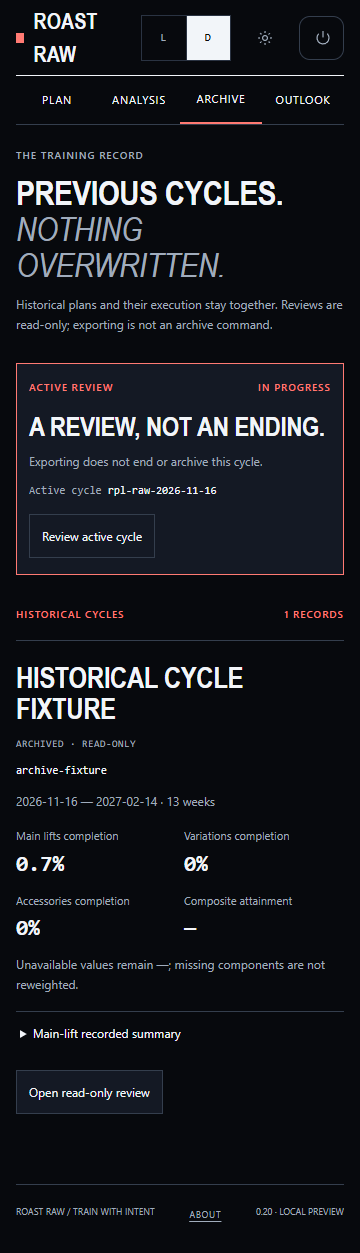 ROAST
RAW
L
D
PLAN
ANALYSIS
ARCHIVE
OUTLOOK
THE TRAINING RECORD
PREVIOUS CYCLES.
NOTHING
OVERWRITTEN.
Historical plans and their execution stay together. Reviews are
read-only; exporting is not an archive command.
ACTIVE REVIEW
IN PROGRESS
A REVIEW, NOT AN ENDING.
Exporting does not end or archive this cycle.
Active cycle rpl-raw-2026-11-16
Review active cycle
HISTORICAL CYCLES
1 RECORDS
HISTORICAL CYCLE
FIXTURE
ARCHIVED · READ-ONLY
archive-fixture
2026-11-16 — 2027-02-14 · 13 weeks
Main lifts completion
Variations completion
0.7%
0%
Accessories completion
Composite attainment
0%
—
Unavailable values remain —; missing components are not
reweighted.
Main-lift recorded summary
Open read-only review
ROAST RAW / TRAIN WITH INTENT
ABOUT
0.20 · LOCAL PREVIEW